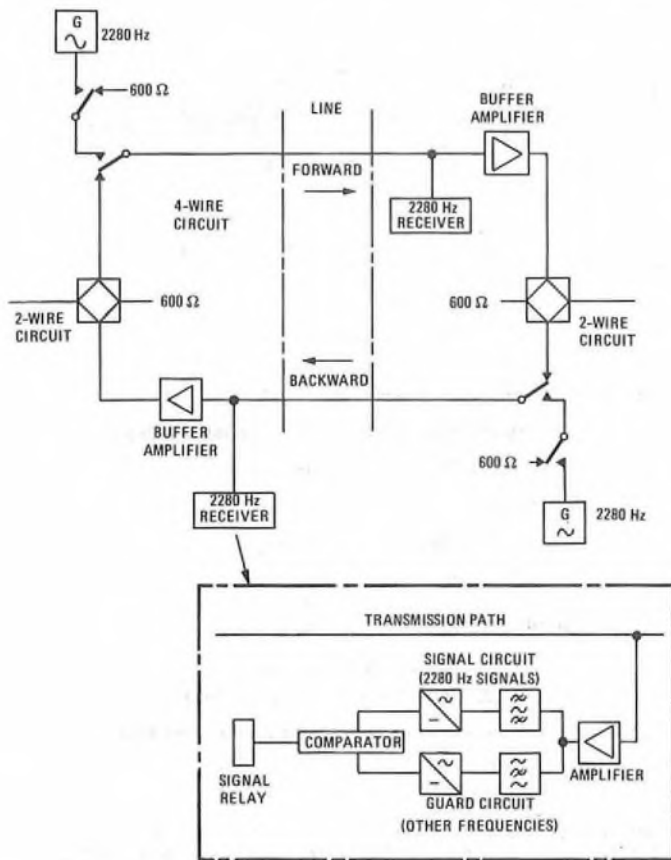 G
2280 Hz
600 Ω
LINE
BUFFER
AMPLIFIER
FORWARD
4-WIRE
CIRCUIT
2280 Hz
RECEIVER
2-WIRE
CIRCUIT
600 Ω
600 Ω
2-WIRE
CIRCUIT
BACKWARD
BUFFER
AMPLIFIER
600 Ω
2280 Hz
RECEIVER
G
2280 Hz
TRANSMISSION PATH
SIGNAL CIRCUIT
(2280 Hz SIGNALS)
COMPARATOR
SIGNAL
RELAY
AMPLIFIER
GUARD CIRCUIT
(OTHER FREQUENCIES)